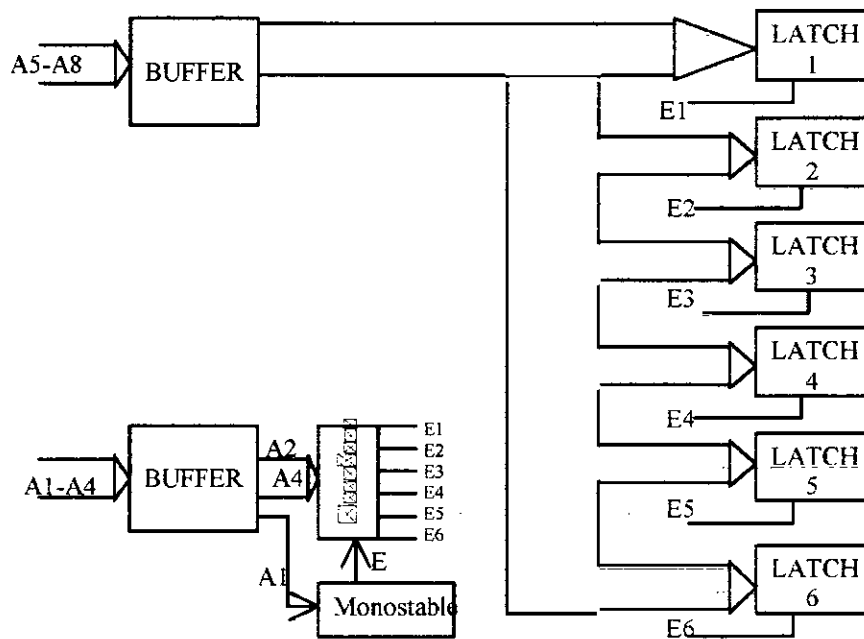 A5-A8
BUFFER
LATCH
1
E1
LATCH
2
E2
LATCH
3
E3
LATCH
4
E4
LATCH
5
E5
LATCH
6
E6
A1-A4
BUFFER
A2
A4
A1
E1
E2
E3
E4
E5
E6
E
Monostable